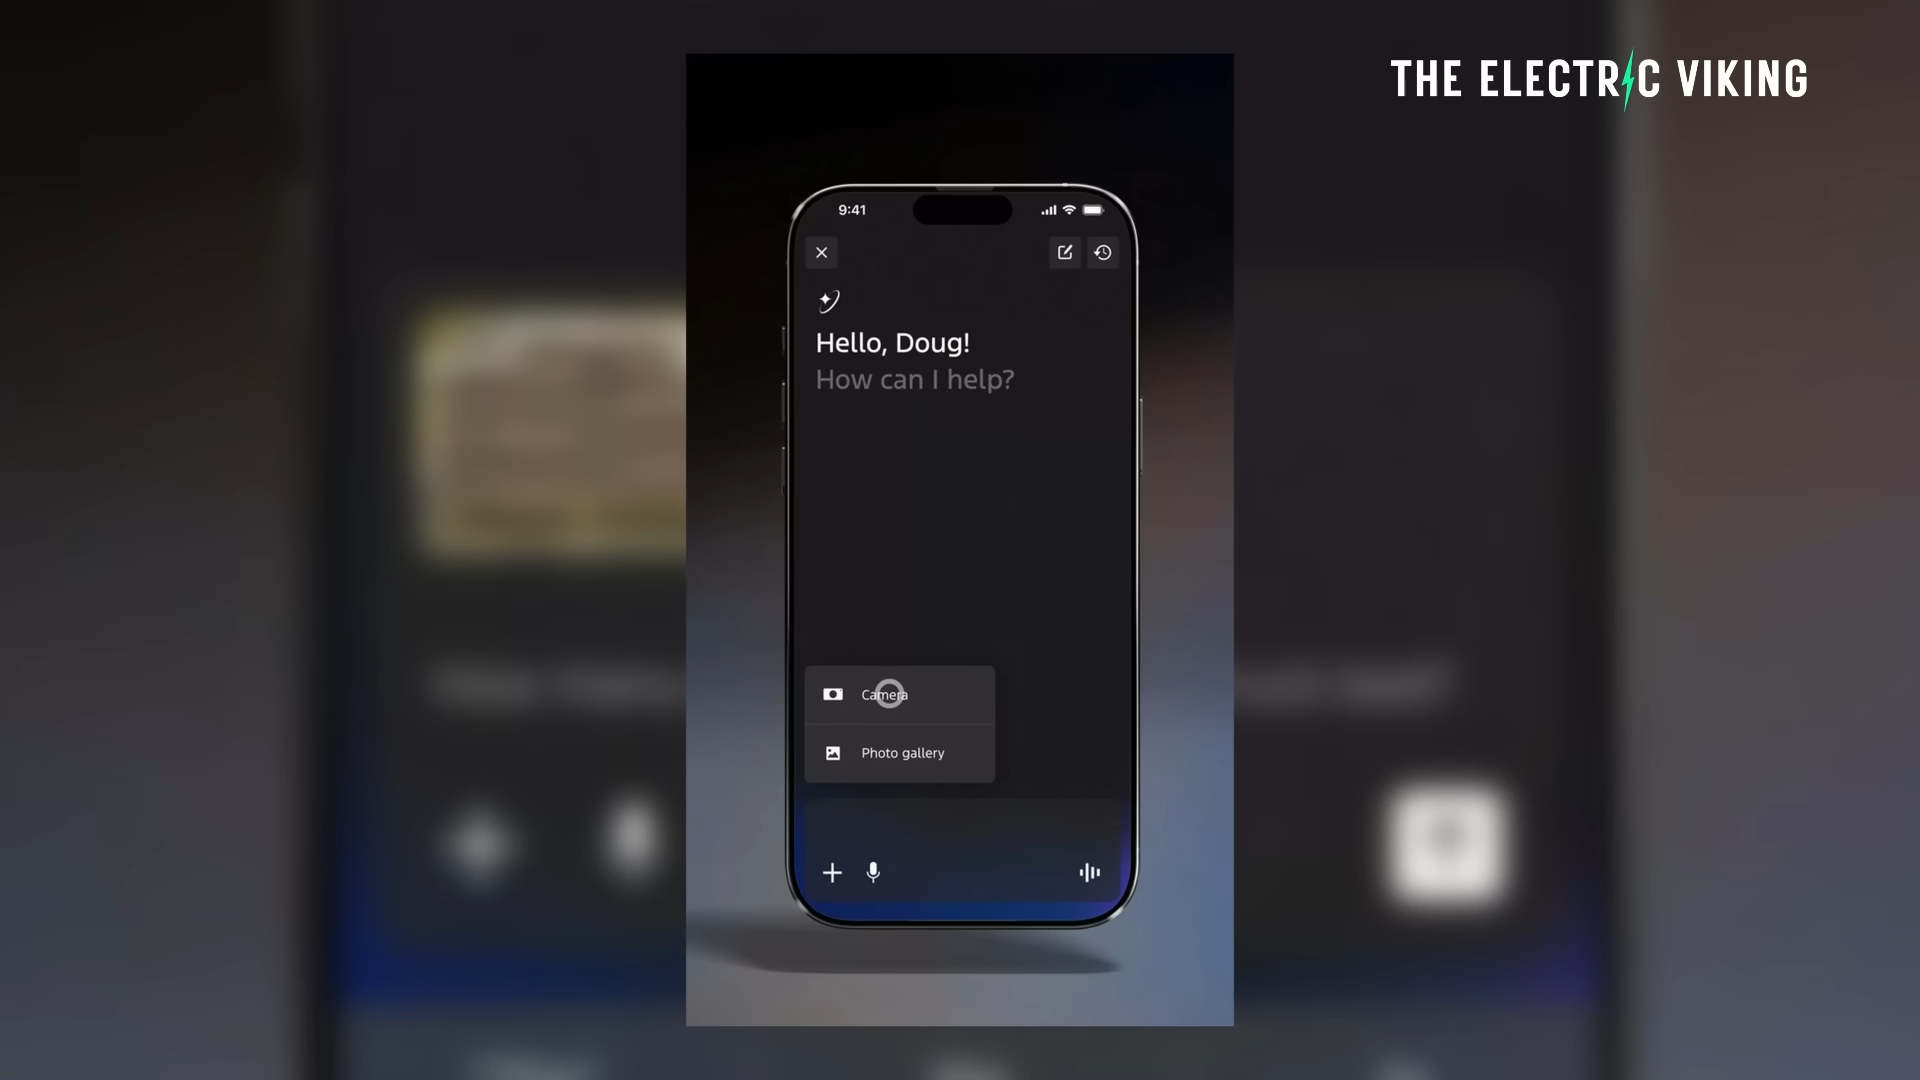 THE ELECTRIC VIKING
9:41
Hello, Doug!
How can I help?
Camera
Photo gallery